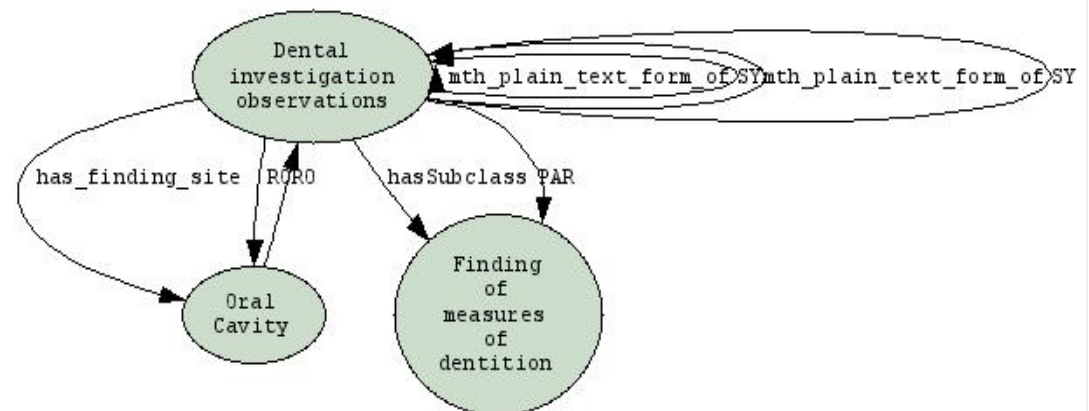 Dental
investigation
observations
mth_plain_text_form_of
SY
mth_plain_text_form_of
SY
has_finding_site
RO
RO
hasSubclass
PAR
Oral
Cavity
Finding
of
measures
of
dentition